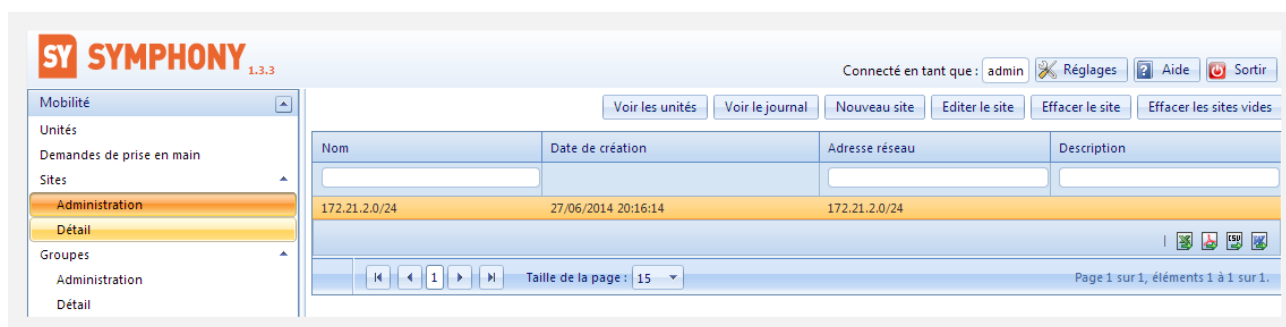 SY SYMPHONY 1.3.3
Connecté en tant que : admin Réglages Aide Sortir
Mobilité
Voir les unités Voir le journal Nouveau site Editer le site Effacer le site Effacer les sites vides
Unités
Demandes de prise en main
Nom Date de création Adresse réseau Description
Sites
Administration
172.21.2.0/24 27/06/2014 20:16:14 172.21.2.0/24
Détail
CSV
Groupes
Administration
1 Taille de la page : 15 Page 1 sur 1, éléments 1 à 1 sur 1.
Détail